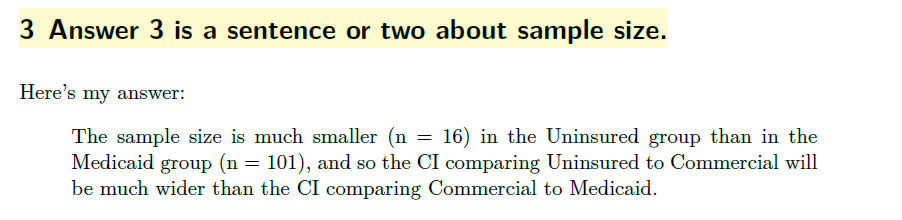 3 Answer 3 is a sentence or two about sample size.
Here's my answer:
The sample size is much smaller (n = 16) in the Uninsured group than in the
Medicaid group (n = 101), and so the CI comparing Uninsured to Commercial will
be much wider than the CI comparing Commercial to Medicaid.